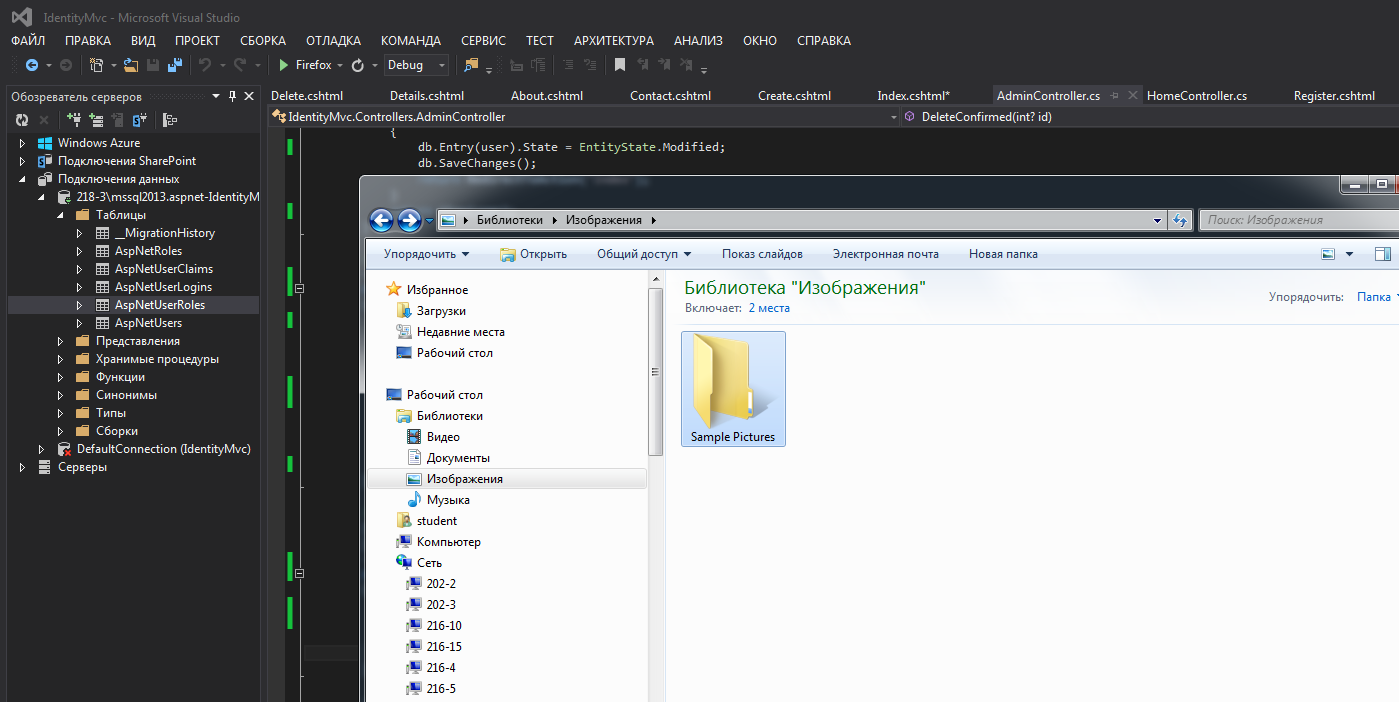 IdentityMvc - Microsoft Visual Studio
ФАЙЛ ПРАВКА ВИД ПРОЕКТ СБОРКА ОТЛАДКА КОМАНДА СЕРВИС ТЕСТ АРХИТЕКТУРА АНАЛИЗ ОКНО СПРАВКА
Firefox Debug
Обозреватель серверов
Delete.cshtml Details.cshtml About.cshtml Contact.cshtml Create.cshtml Index.cshtml* AdminController.cs HomeController.cs Register.cshtml
IdentityMvc.Controllers.AdminController DeleteConfirmed(int? id)
{
db.Entry(user).State = EntityState.Modified;
db.SaveChanges();
Windows Azure
Подключения SharePoint
Подключения данных
218-3\mssql2013.aspnet-IdentityM
Таблицы
__MigrationHistory
AspNetRoles
AspNetUserClaims
AspNetUserLogins
AspNetUserRoles
AspNetUsers
Представления
Хранимые процедуры
Функции
Синонимы
Типы
Сборки
DefaultConnection (IdentityMvc)
Серверы
Библиотеки Изображения
Поиск: Изображения
Упорядочить Открыть Общий доступ Показ слайдов Электронная почта Новая папка
Избранное
Загрузки
Недавние места
Рабочий стол
Рабочий стол
Библиотеки
Видео
Документы
Изображения
Музыка
student
Компьютер
Сеть
202-2
202-3
216-10
216-15
216-4
216-5
Библиотека "Изображения"
Включает: 2 места
Упорядочить: Папка
Sample Pictures